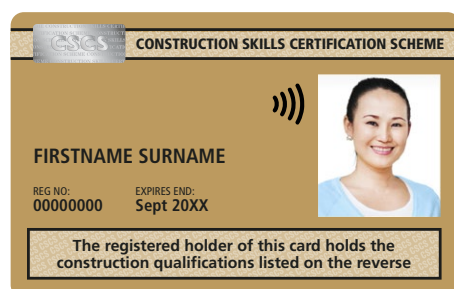 CSCS
CONSTRUCTION SKILLS CERTIFICATION SCHEME
FIRSTNAME SURNAME
REG NO: EXPIRES END:
00000000 Sept 20XX
The registered holder of this card holds the
construction qualifications listed on the reverse